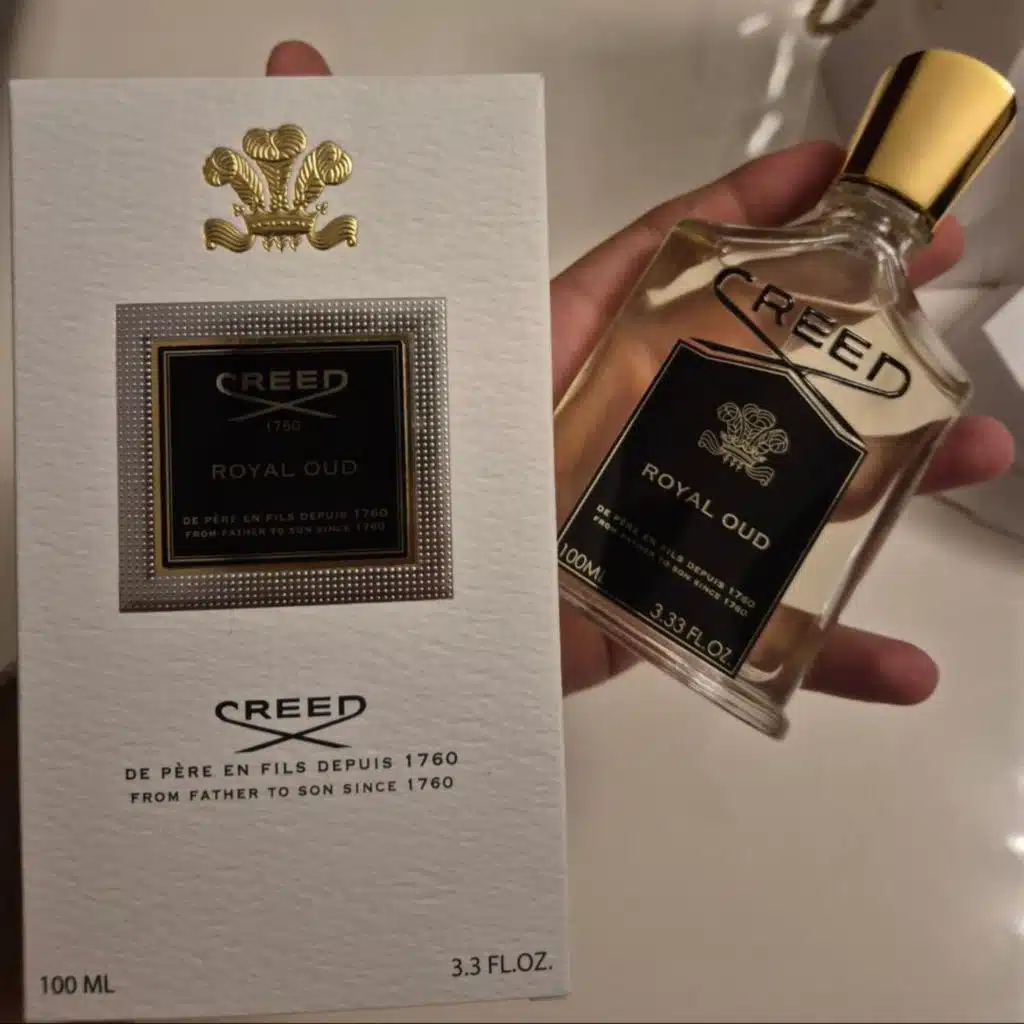 CREED
1750
ROYAL OUD
DE PÈRE EN FILS DEPUIS 1760
FROM FATHER TO SON SINCE 1760
CREED
DE PÈRE EN FILS DEPUIS 1760
FROM FATHER TO SON SINCE 1760
100 ML
3.3 FL.OZ.
CREED
ROYAL OUD
DE PÈRE EN FILS DEPUIS 1760
FROM FATHER TO SON SINCE 1760
100ML
3.33 FL.OZ.